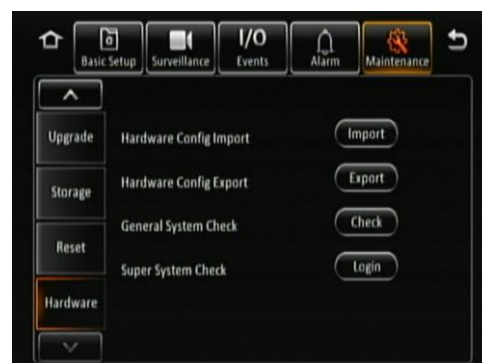 Basic Setup
Surveillance
I/O
Events
Alarm
Maintenance
Upgrade
Storage
Reset
Hardware
Hardware Config Import
Import
Hardware Config Export
Export
General System Check
Check
Super System Check
Login